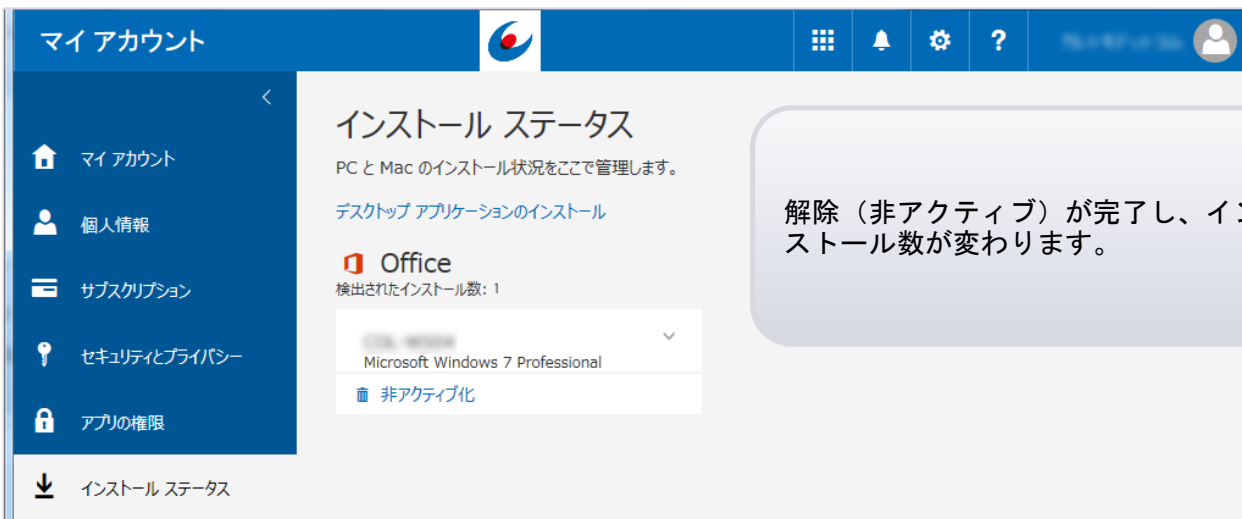 マイ アカウント
?
インストール ステータス
PC と Mac のインストール状況をここで管理します。
デスクトップ アプリケーションのインストール
Office
検出されたインストール数: 1
Microsoft Windows 7 Professional
非アクティブ化
マイ アカウント
個人情報
サブスクリプション
セキュリティとプライバシー
アプリの権限
インストール ステータス
解除（非アクティブ）が完了し、イン
ストール数が変わります。